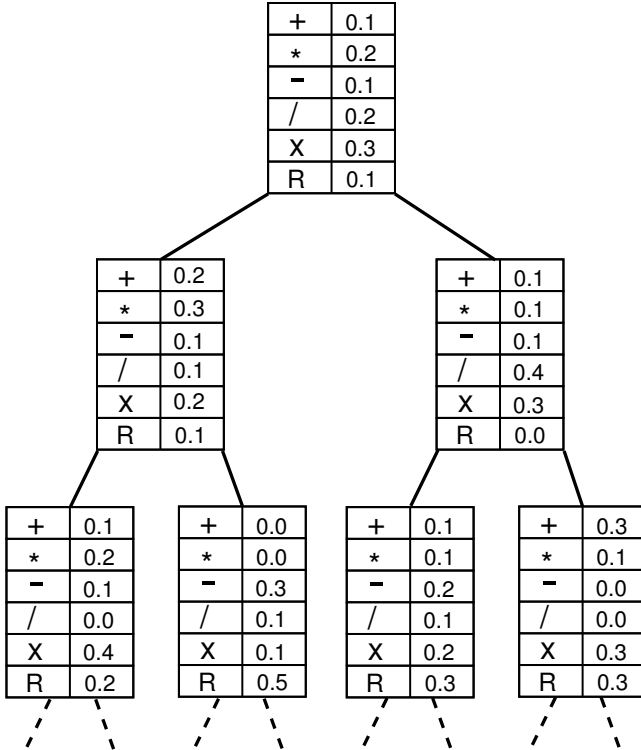 + 0.1
* 0.2
- 0.1
/ 0.2
X 0.3
R 0.1
+ 0.2
* 0.3
- 0.1
/ 0.1
X 0.2
R 0.1
+ 0.1
* 0.1
- 0.1
/ 0.4
X 0.3
R 0.0
+ 0.1
* 0.2
- 0.1
/ 0.0
X 0.4
R 0.2
+ 0.0
* 0.0
- 0.3
/ 0.1
X 0.1
R 0.5
+ 0.1
* 0.1
- 0.2
/ 0.1
X 0.2
R 0.3
+ 0.3
* 0.1
- 0.0
/ 0.0
X 0.3
R 0.3